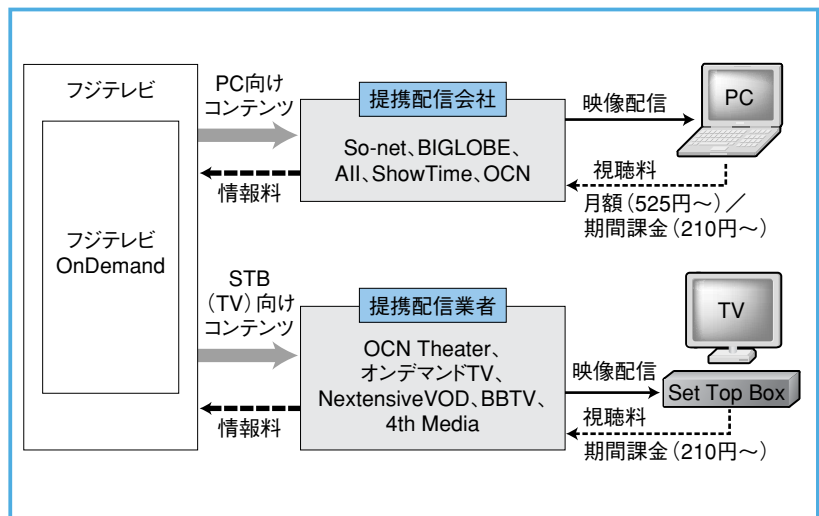 フジテレビ
フジテレビ
OnDemand
PC向け
コンテンツ
情報料
提携配信会社
So-net、BIGLOBE、
AII、ShowTime、OCN
映像配信
PC
視聴料
月額（525円～）／
期間課金（210円～）
STB
（TV）向け
コンテンツ
情報料
提携配信業者
OCN Theater、
オンデマンドTV、
NextensiveVOD、BBTV、
4th Media
映像配信
TV
Set Top Box
視聴料
期間課金（210円～）